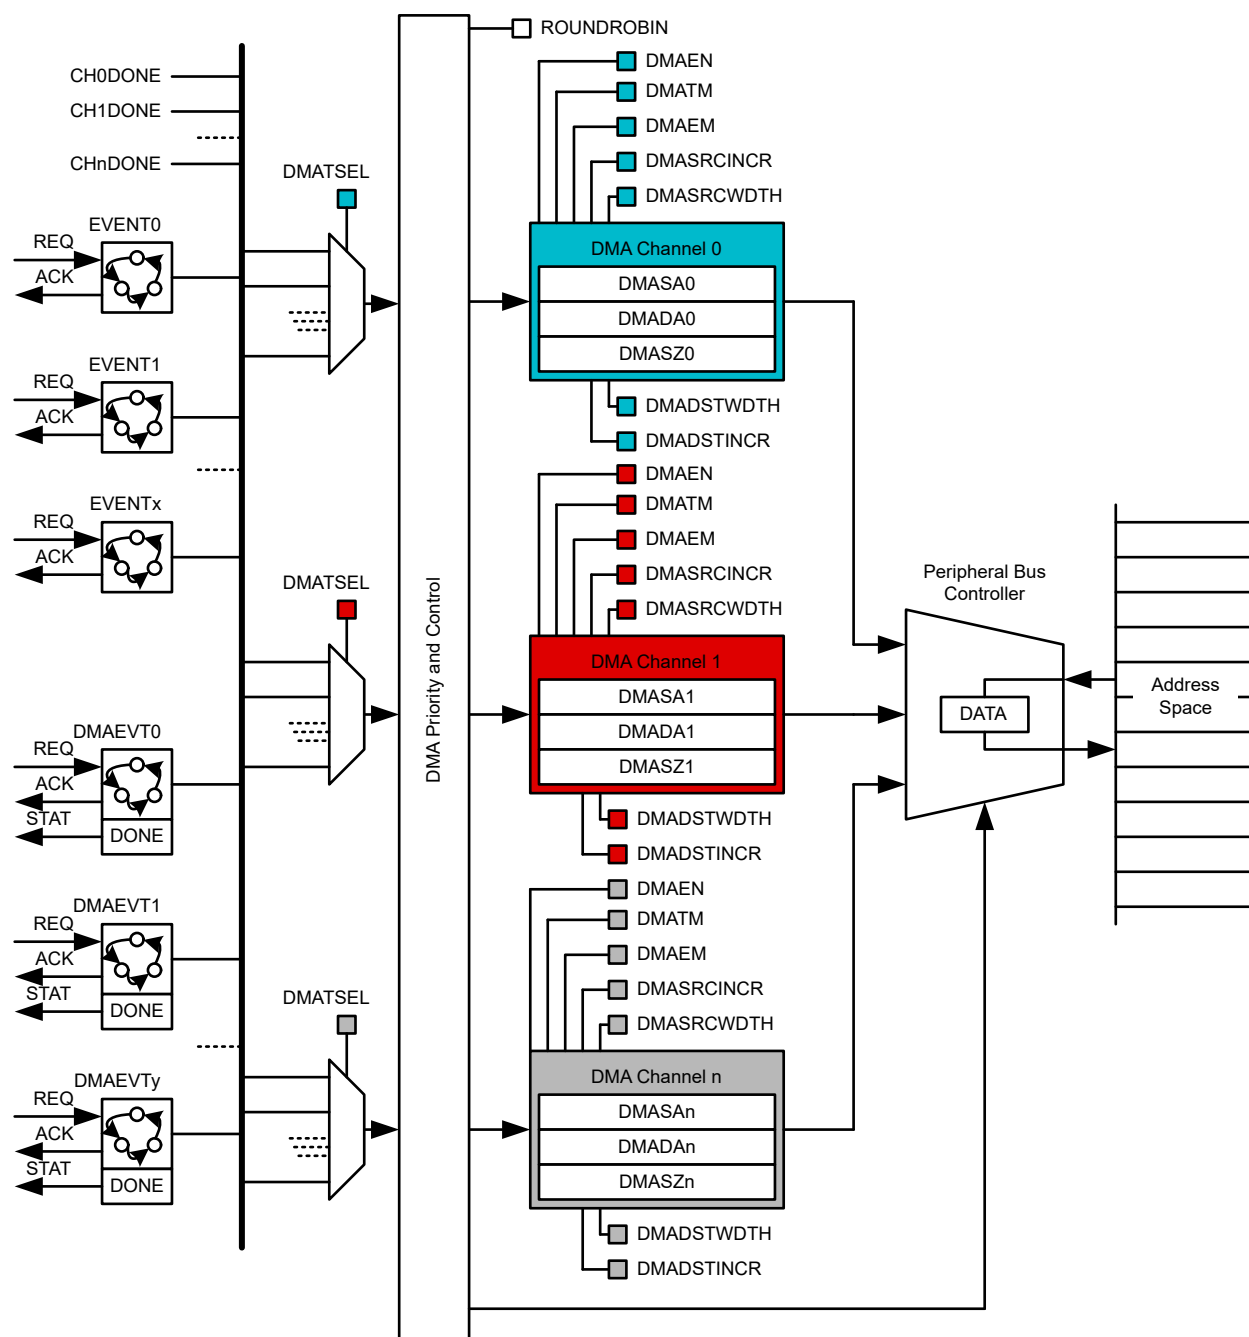 ROUNDROBIN
CH0DONE
CH1DONE
CHnDONE
EVENT0
REQ
ACK
EVENT1
REQ
ACK
EVENTx
REQ
ACK
DMAEVT0
REQ
ACK
STAT
DONE
DMAEVT1
REQ
ACK
STAT
DONE
DMAEVTy
REQ
ACK
STAT
DONE
DMATSEL
DMATSEL
DMATSEL
DMA Priority and Control
DMAEN
DMATM
DMAEM
DMASRCINCR
DMASRCWDTH
DMA Channel 0
DMASA0
DMADA0
DMASZ0
DMADSTWDTH
DMADSTINCR
DMAEN
DMATM
DMAEM
DMASRCINCR
DMASRCWDTH
DMA Channel 1
DMASA1
DMADA1
DMASZ1
DMADSTWDTH
DMADSTINCR
DMAEN
DMATM
DMAEM
DMASRCINCR
DMASRCWDTH
DMA Channel n
DMASAn
DMADAn
DMASZn
DMADSTWDTH
DMADSTINCR
Peripheral Bus
Controller
DATA
Address
Space